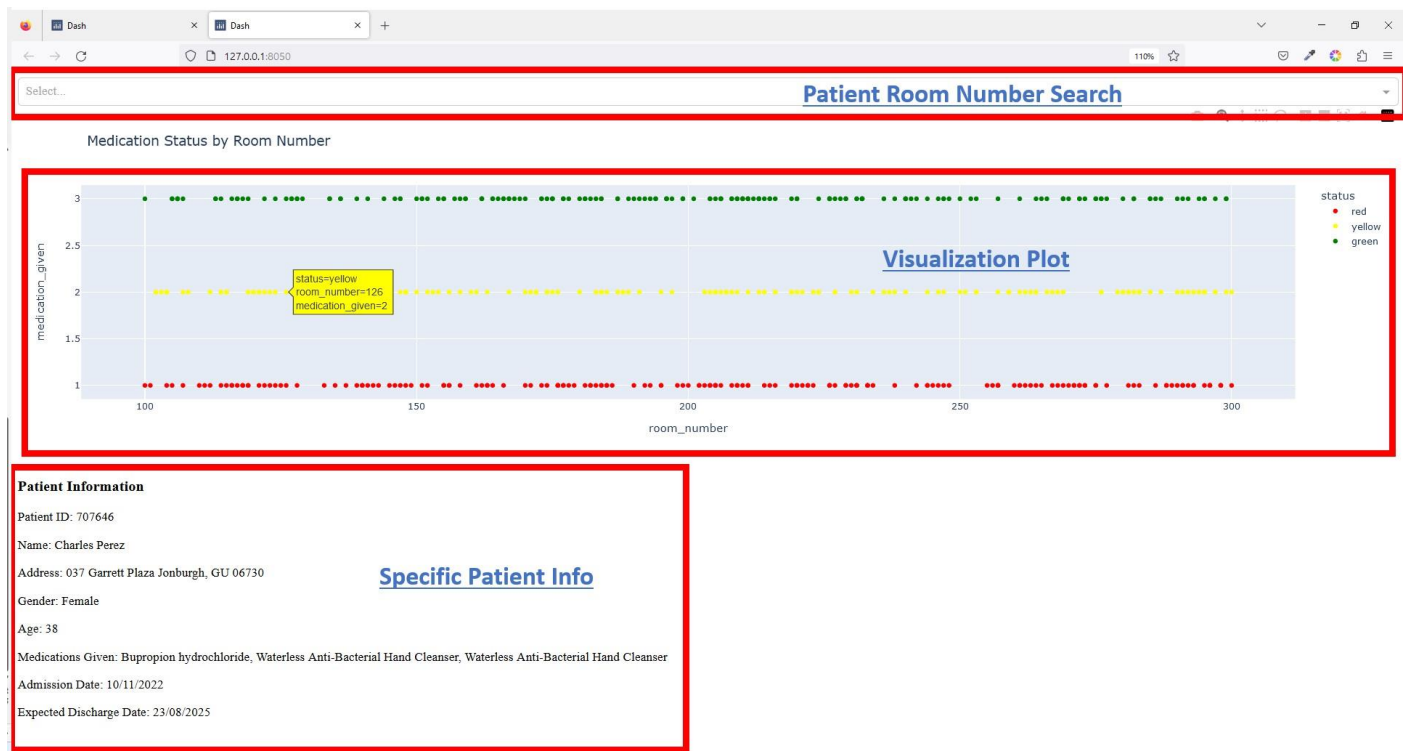 Dash
Dash
127.0.0.1:8050
110%
Select...
Patient Room Number Search
Medication Status by Room Number
3
2.5
2
1.5
1
medication_given
status=yellow
room_number=126
medication_given=2
Visualization Plot
status
red
yellow
green
100
150
200
250
300
room_number
Patient Information
Patient ID: 707646
Name: Charles Perez
Address: 037 Garrett Plaza Jonburgh, GU 06730
Specific Patient Info
Gender: Female
Age: 38
Medications Given: Bupropion hydrochloride, Waterless Anti-Bacterial Hand Cleanser, Waterless Anti-Bacterial Hand Cleanser
Admission Date: 10/11/2022
Expected Discharge Date: 23/08/2025